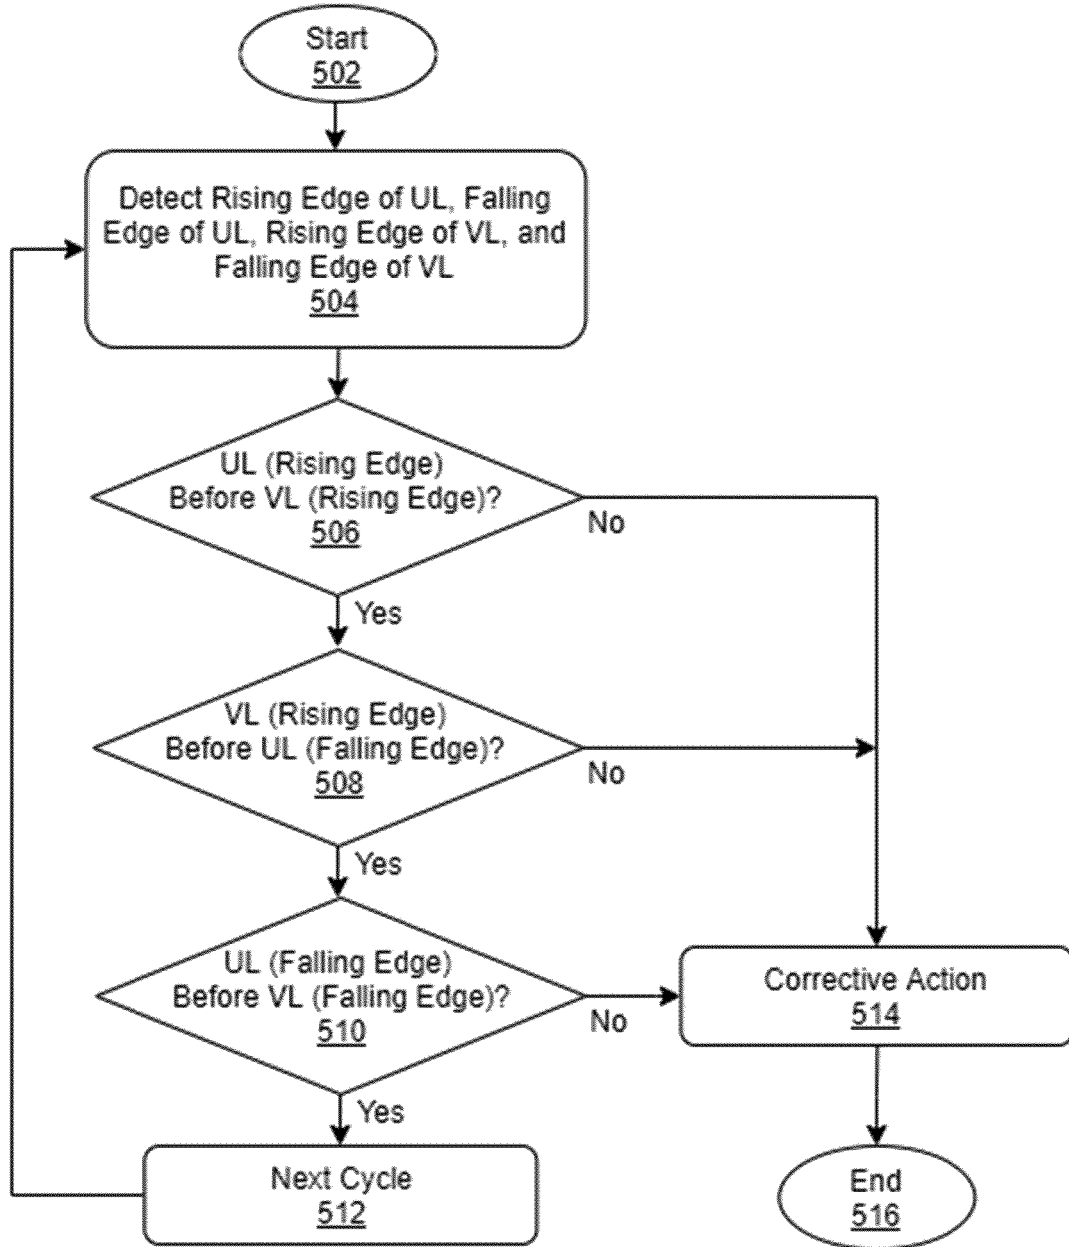 Start
502
Detect Rising Edge of UL, Falling
Edge of UL, Rising Edge of VL, and
Falling Edge of VL
504
UL (Rising Edge)
Before VL (Rising Edge)?
506
No
Yes
VL (Rising Edge)
Before UL (Falling Edge)?
508
No
Yes
UL (Falling Edge)
Before VL (Falling Edge)?
510
No
Corrective Action
514
Yes
Next Cycle
512
End
516